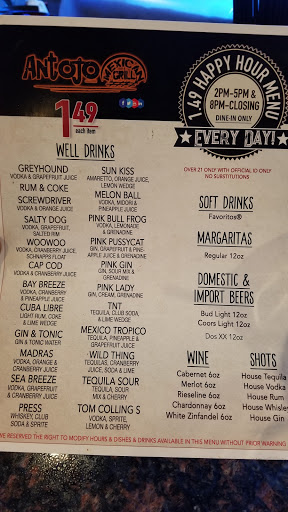 Antojo
MEXICAN
GRILL
1 49
each item
1.49 HAPPY HOUR MENU
2PM-5PM &
8PM-CLOSING
DINE-IN ONLY
EVERY DAY!
OVER 21 ONLY WITH OFFICIAL ID ONLY
NO SUBSTITUTIONS
WELL DRINKS
GREYHOUND
VODKA & GRAPEFRUIT JUICE
RUM & COKE
SCREWDRIVER
VODKA & ORANGE JUICE
SALTY DOG
VODKA, GRAPEFRUIT,
SALTED RIM
WOOWOO
VODKA, CRANBERRY JUICE,
SCHNAPPS FLOAT
CAP COD
VODKA & CRANBERRY JUICE
BAY BREEZE
VODKA, CRANBERRY
& PINEAPPLE JUICE
CUBA LIBRE
LIGHT RUM, COKE
& LIME WEDGE
GIN & TONIC
GIN & TONIC WATER
MADRAS
VODKA, ORANGE &
CRANBERRY JUICE
SEA BREEZE
VODKA, GRAPEFRUIT
& CRANBERRY JUICE
PRESS
WHISKEY, CLUB
SODA & SPRITE
SUN KISS
AMARETTO, ORANGE JUICE,
LEMON WEDGE
MELON BALL
VODKA, MIDORI &
PINEAPPLE JUICE
PINK BULL FROG
VODKA, LEMONADE
& GRENADINE
PINK PUSSYCAT
GIN, GRAPEFRUIT & PINE-
APPLE JUICE & GRENADINE
PINK GIN
GIN, SOUR MIX &
GRENADINE
PINK LADY
GIN, CREAM, GRENADINE
TNT
TEQUILA, CLUB SODA,
& LIME WEDGE
MEXICO TROPICO
TEQUILA, PINEAPPLE &
GRAPEFRUIT JUICE
WILD THING
TEQUILAS, CRANBERRY
JUICE, SODA & LIME
TEQUILA SOUR
TEQUILA, SOUR
MIX & CHERRY
TOM COLLING S
VODKA, SPRITE,
LEMON & CHERRY
SOFT DRINKS
Favoritos®
MARGARITAS
Regular 12oz
DOMESTIC &
IMPORT BEERS
Bud Light 12oz
Coors Light 12oz
Dos XX 12oz
WINE
Cabernet 6oz
Merlot 6oz
Rieseline 6oz
Chardonnay 6oz
White Zinfandel 6oz
SHOTS
House Tequila
House Vodka
House Rum
House Whiskey
House Gin
WE RESERVED THE RIGHT TO MODIFY HOURS & DISHES & DRINKS AVAILABLE IN THIS MENU WITHOUT PRIOR WARNING